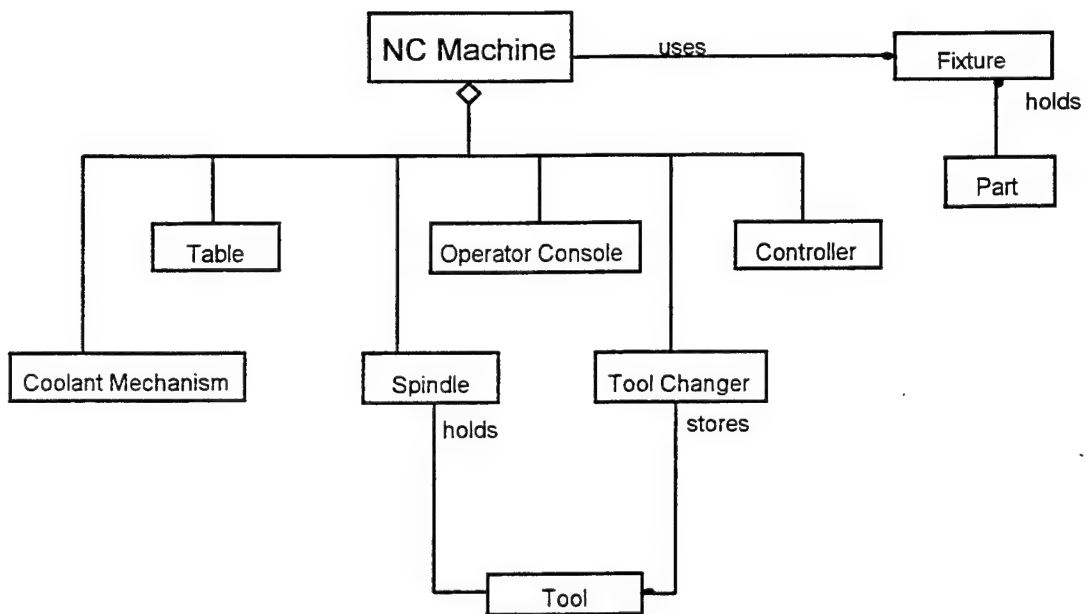 NC Machine
uses
Fixture
holds
Part
Table
Operator Console
Controller
Coolant Mechanism
Spindle
Tool Changer
holds
stores
Tool